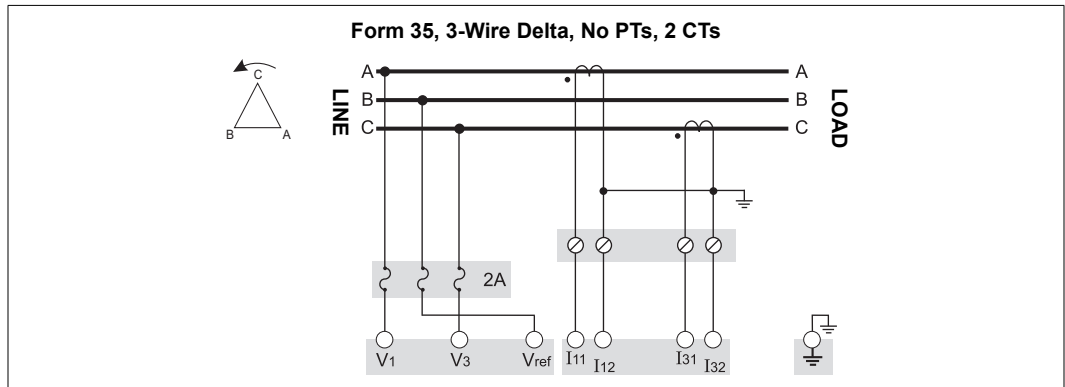 Form 35, 3-Wire Delta, No PTs, 2 CTs
C
B A
LINE
A A
B B
C C
LOAD
2A
V1 V3 Vref I11 I12 I31 I32